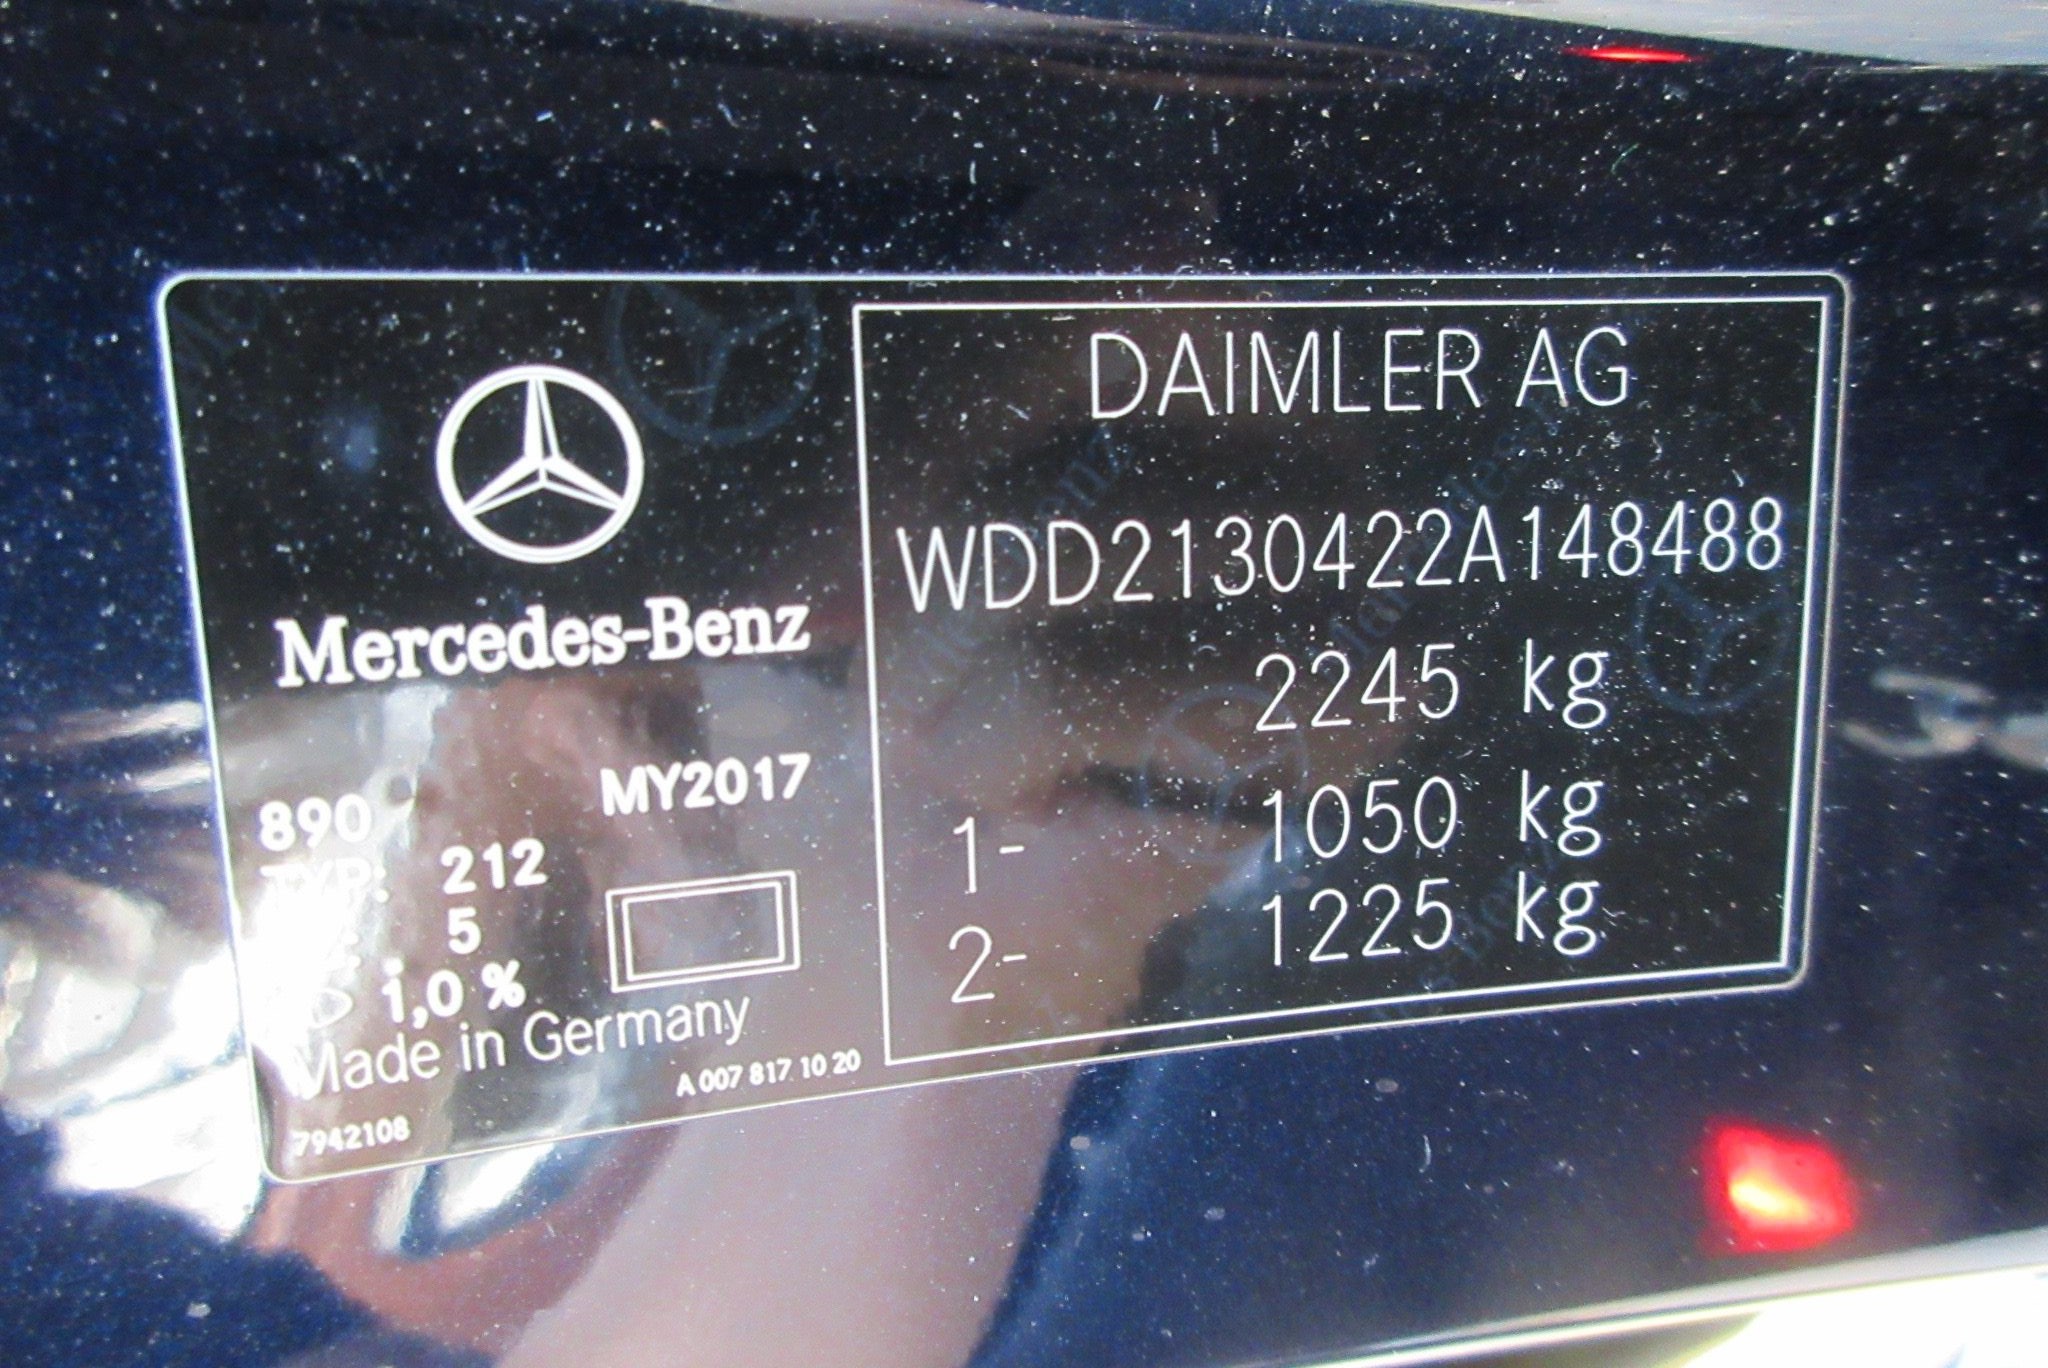 Mercedes-Benz
MY2017
890
TYP: 212
5
1,0 %
Made in Germany
A 007 817 10 20
7942108
DAIMLER AG
WDD2130422A148488
2245 kg
1- 1050 kg
2- 1225 kg